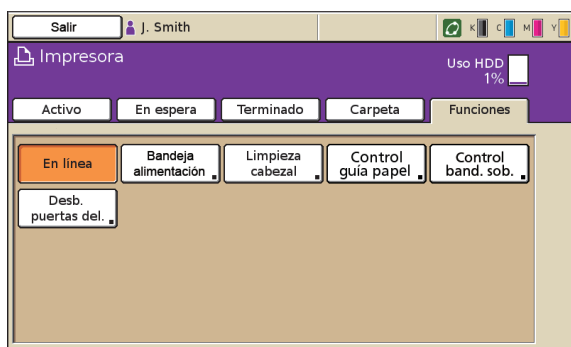 Salir
J. Smith
K C M Y
Impresora
Uso HDD
1%
Activo
En espera
Terminado
Carpeta
Funciones
En línea
Bandeja
alimentación
Limpieza
cabezal
Control
guía papel
Control
band. sob.
Desb.
puertas del.